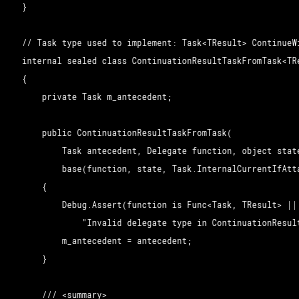 }
// Task type used to implement: Task<TResult> ContinueWi
internal sealed class ContinuationResultTaskFromTask<TRe
{
private Task m_antecedent;
public ContinuationResultTaskFromTask(
Task antecedent, Delegate function, object state
base(function, state, Task.InternalCurrentIfAtta
{
Debug.Assert(function is Func<Task, TResult> ||
"Invalid delegate type in ContinuationResult
m_antecedent = antecedent;
}
/// <summary>